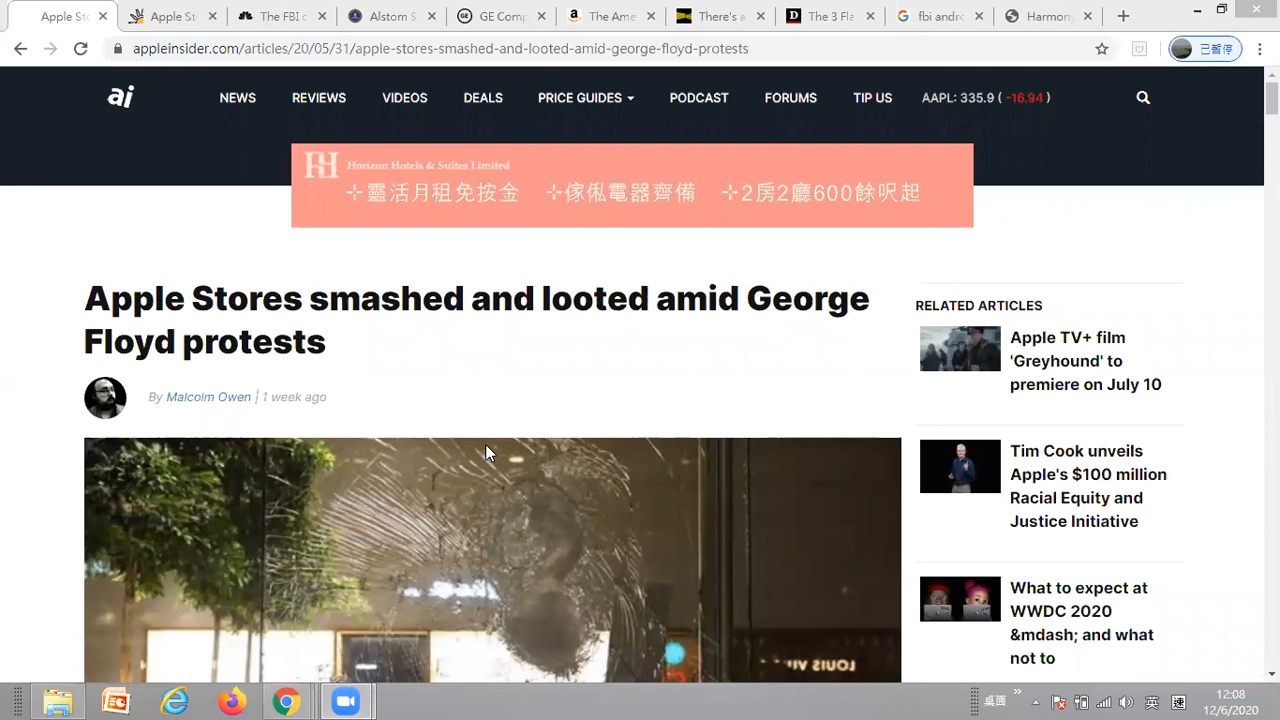 Apple St
Apple St
The FBI c
Alstom
GE Comp
The Ame
There's a
The 5 Fle
fbi andro
Harmony
appleinsider.com/articles/20/05/31/apple-stores-smashed-and-looted-amid-george-floyd-protests
已暫停
ai
NEWS
REVIEWS
VIDEOS
DEALS
PRICE GUIDES
PODCAST
FORUMS
TIP US
AAPL: 335.9 ( -16.94 )
HH Horizon Hotels & Suites Limited
靈活月租免按金 傢俬電器齊備 2房2廳600餘呎起
Apple Stores smashed and looted amid George
Floyd protests
By Malcolm Owen | 1 week ago
LOUIS VUI
RELATED ARTICLES
Apple TV+ film
'Greyhound' to
premiere on July 10
Tim Cook unveils
Apple's $100 million
Racial Equity and
Justice Initiative
What to expect at
WWDC 2020
&mdash; and what
not to
桌面
英
速
12:08
12/6/2020